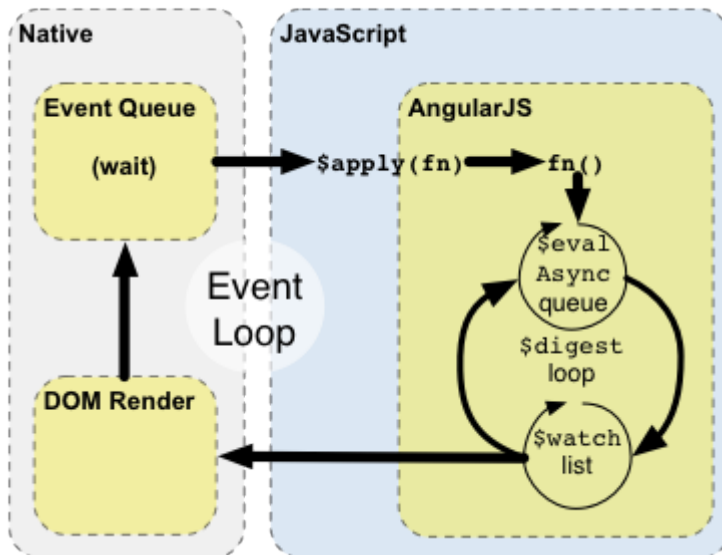 Native
Event Queue
(wait)
DOM Render
Event
Loop
JavaScript
$apply(fn)
AngularJS
fn()
$eval
Async
queue
$digest
loop
$watch
list